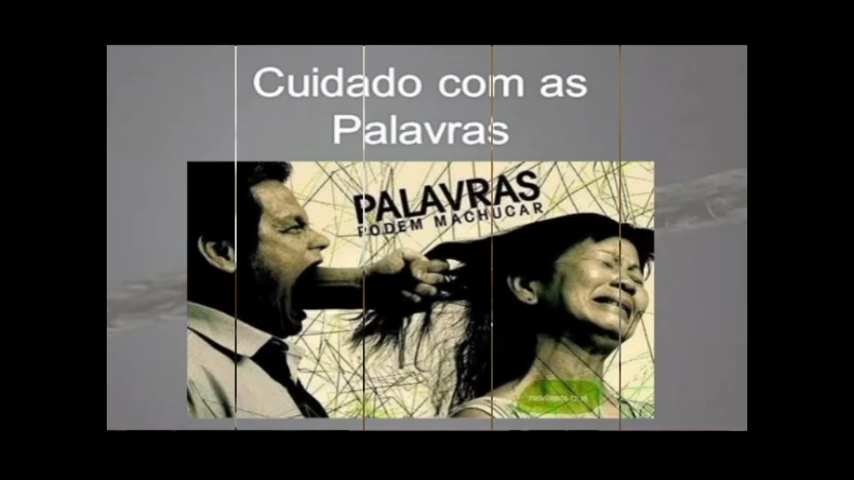 Cuidado com as
Palavras
PALAVRAS
PODEM MACHUCAR